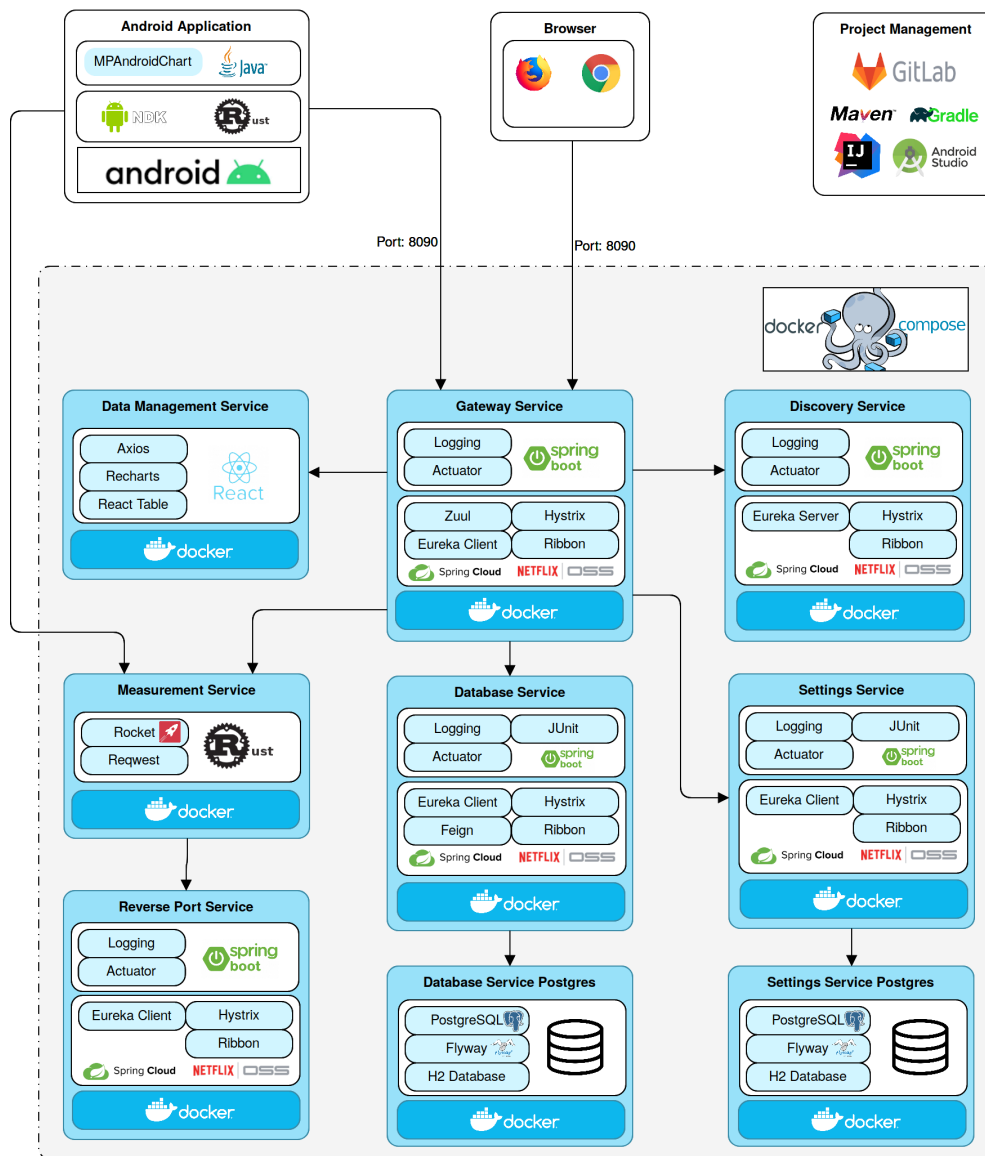 Android Application
MPAndroidChart
Java
NDK
Rust
android
Browser
Project Management
GitLab
Maven
Gradle
IJ
Android
Studio
Port: 8090
Port: 8090
docker
compose
Data Management Service
Axios
Recharts
React Table
React
docker
Gateway Service
Logging
Actuator
spring
boot
Zuul
Hystrix
Eureka Client
Ribbon
Spring Cloud
NETFLIX | OSS
docker
Discovery Service
Logging
Actuator
spring
boot
Eureka Server
Hystrix
Ribbon
Spring Cloud
NETFLIX | OSS
docker
Measurement Service
Rocket
Reqwest
Rust
docker
Database Service
Logging
JUnit
Actuator
spring
boot
Eureka Client
Hystrix
Feign
Ribbon
Spring Cloud
NETFLIX | OSS
docker
Settings Service
Logging
JUnit
Actuator
spring
boot
Eureka Client
Hystrix
Ribbon
Spring Cloud
NETFLIX | OSS
docker
Reverse Port Service
Logging
Actuator
spring
boot
Eureka Client
Hystrix
Ribbon
Spring Cloud
NETFLIX | OSS
docker
Database Service Postgres
PostgreSQL
Flyway
H2 Database
docker
Settings Service Postgres
PostgreSQL
Flyway
H2 Database
docker